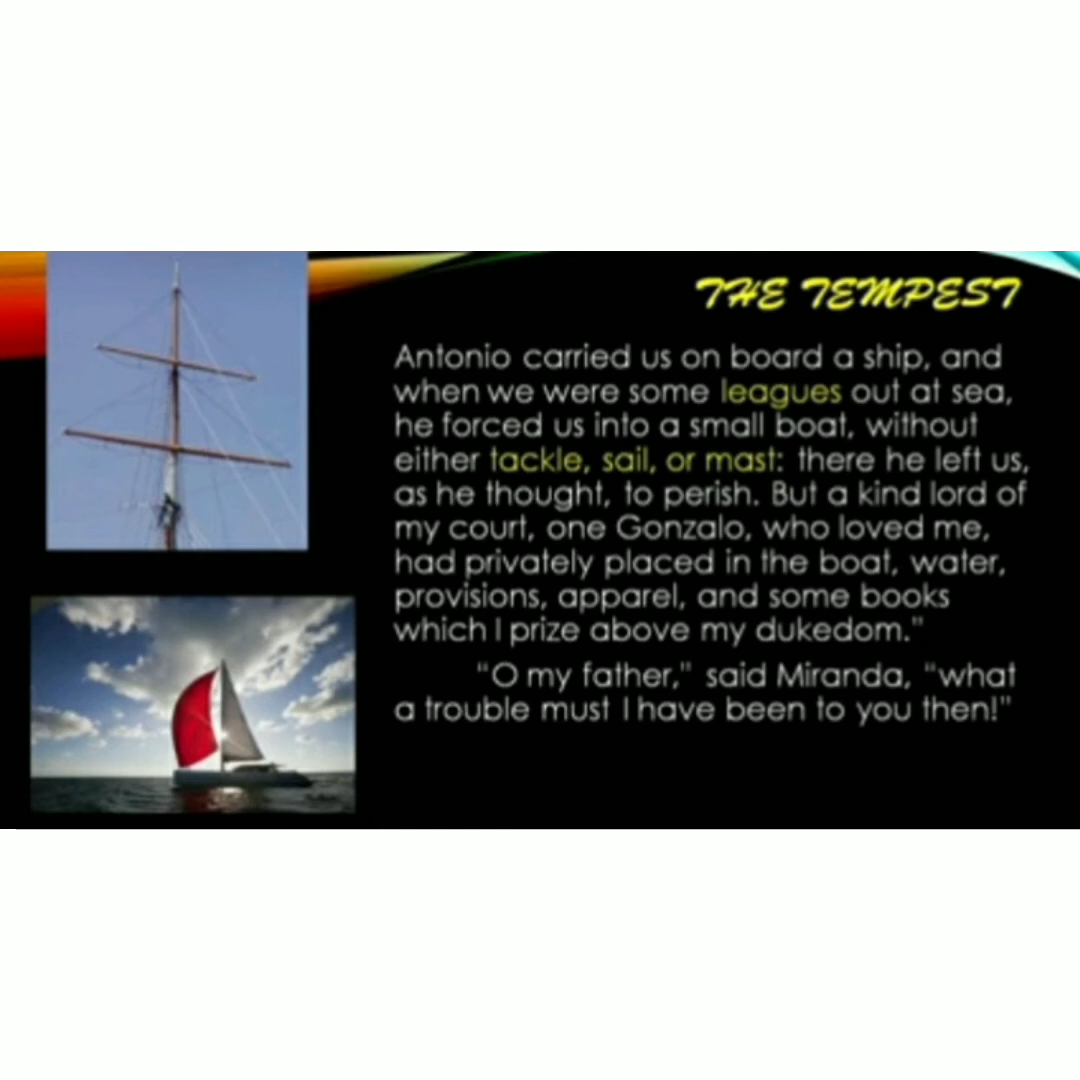 THE TEMPEST
Antonio carried us on board a ship, and
when we were some leagues out at sea,
he forced us into a small boat, without
either tackle, sail, or mast: there he left us,
as he thought, to perish. But a kind lord of
my court, one Gonzalo, who loved me,
had privately placed in the boat, water,
provisions, apparel, and some books
which I prize above my dukedom."
"O my father," said Miranda, "what
a trouble must I have been to you then!"